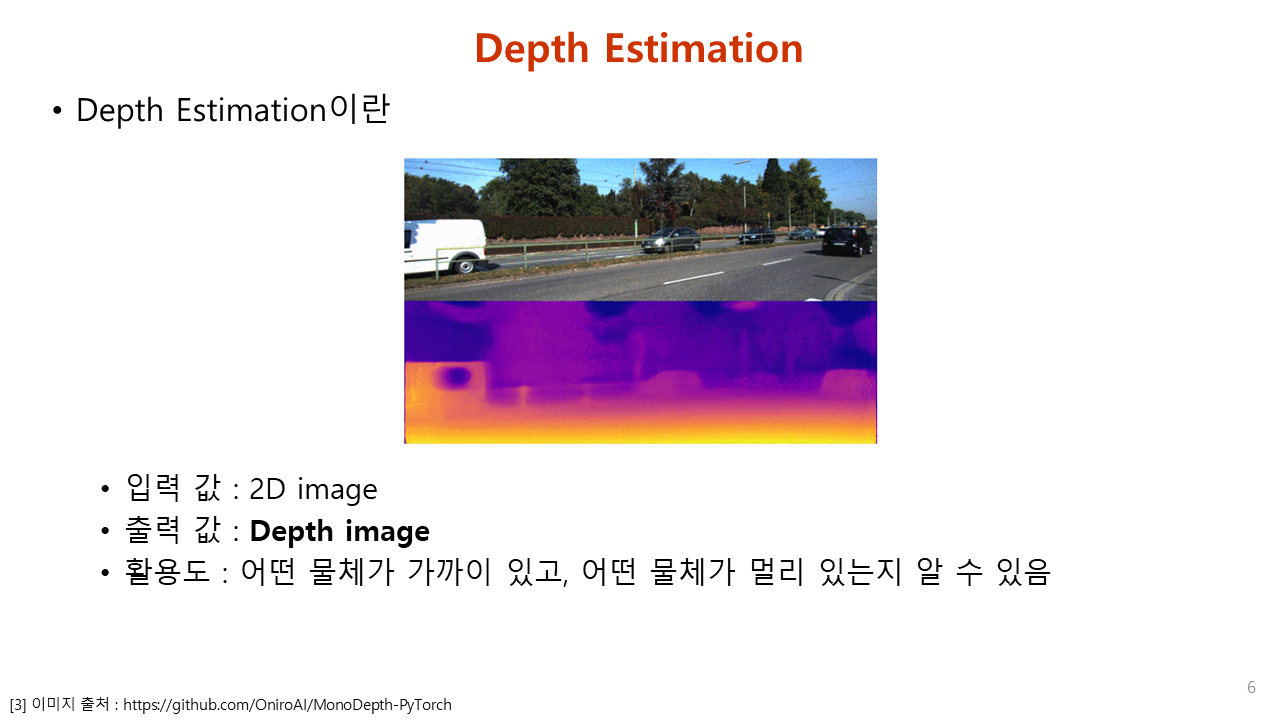 Depth Estimation
• Depth Estimation이란
• 입력 값 : 2D image
• 출력 값 : Depth image
• 활용도 : 어떤 물체가 가까이 있고, 어떤 물체가 멀리 있는지 알 수 있음
6
[3] 이미지 출처 : https://github.com/OniroAI/MonoDepth-PyTorch